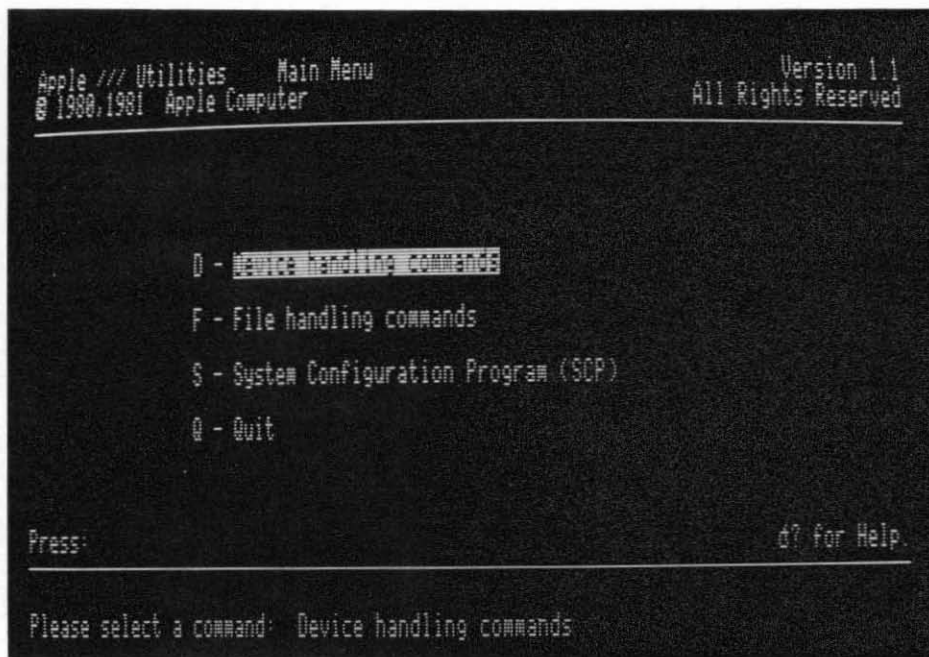 Apple /// Utilities Main Menu Version 1.1
© 1980,1981 Apple Computer All Rights Reserved
D - Device handling commands
F - File handling commands
S - System Configuration Program (SCP)
Q - Quit
Press: ? for Help.
Please select a command: Device handling commands